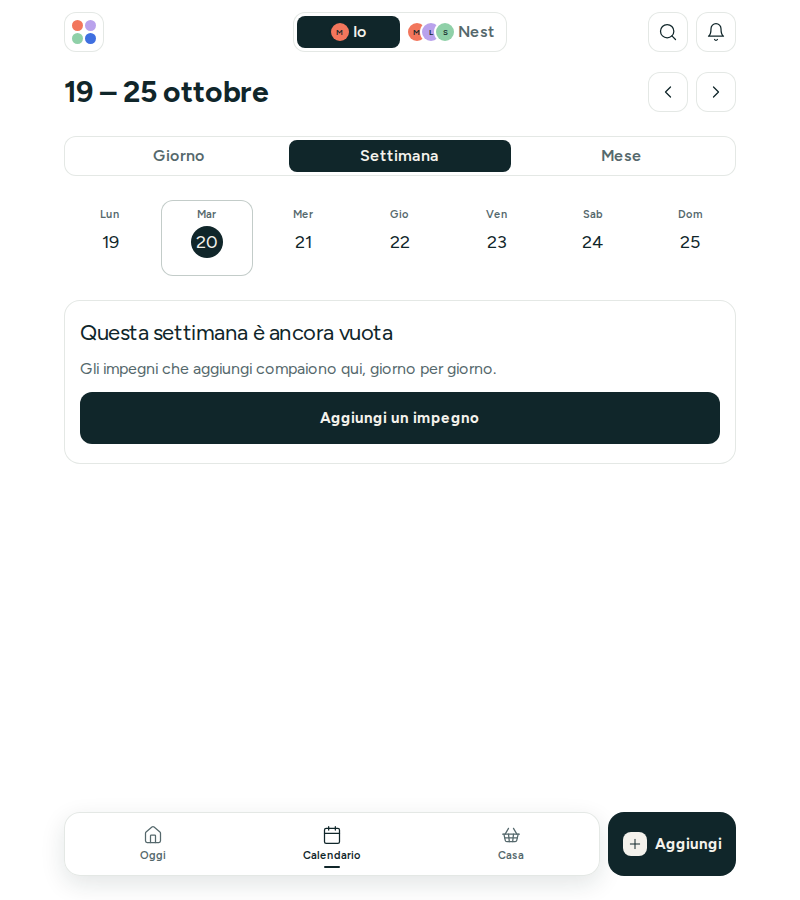 M Io M L S Nest
19 – 25 ottobre
Giorno Settimana Mese
Lun Mar Mer Gio Ven Sab Dom
19 20 21 22 23 24 25
Questa settimana è ancora vuota
Gli impegni che aggiungi compaiono qui, giorno per giorno.
Aggiungi un impegno
Oggi Calendario Casa Aggiungi